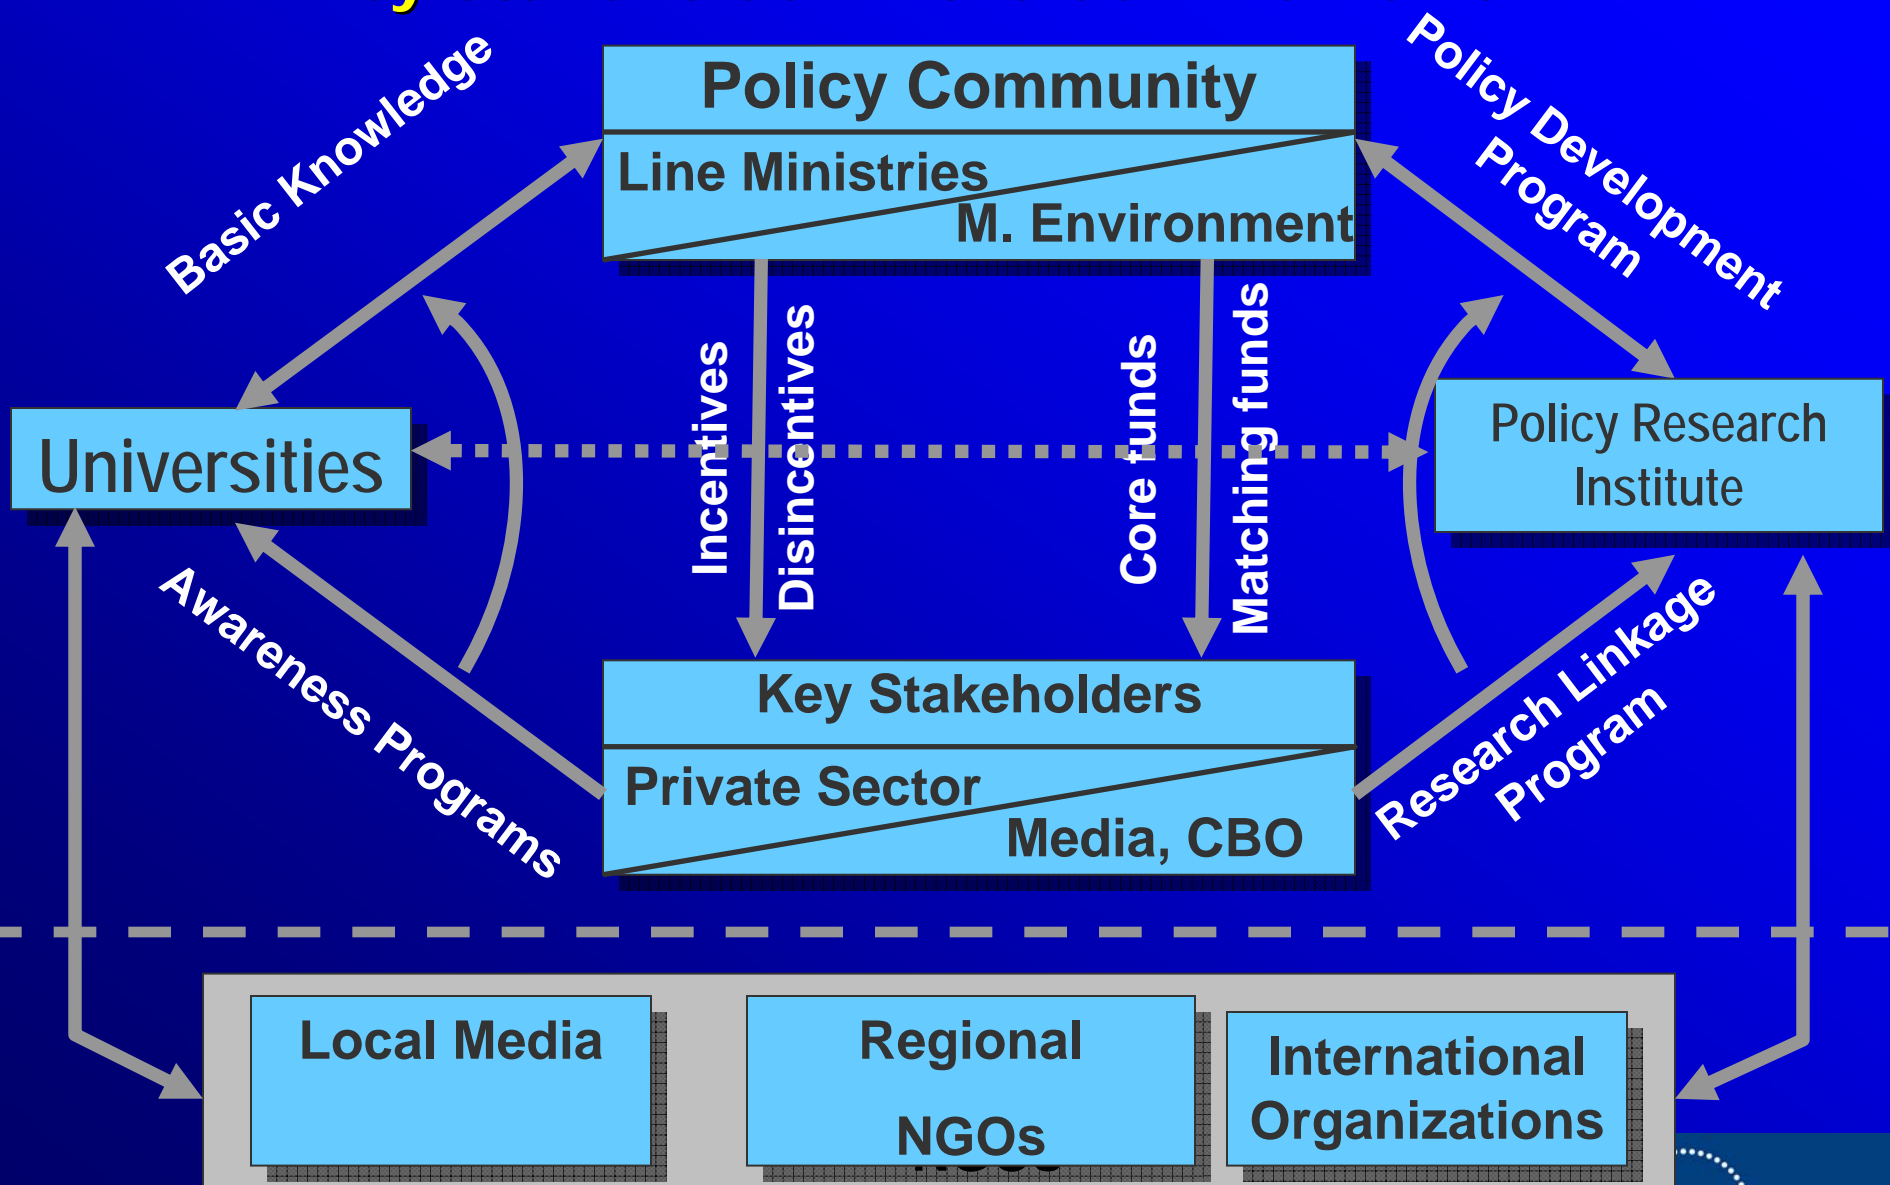 Policy Community
Line Ministries
M. Environment
Basic Knowledge
Policy Development
Program
Incentives
Disincentives
Core funds
Matching funds
Universities
Policy Research
Institute
Awareness Programs
Key Stakeholders
Private Sector
Media, CBO
Research Linkage
Program
Local Media
Regional
NGOs
International
Organizations